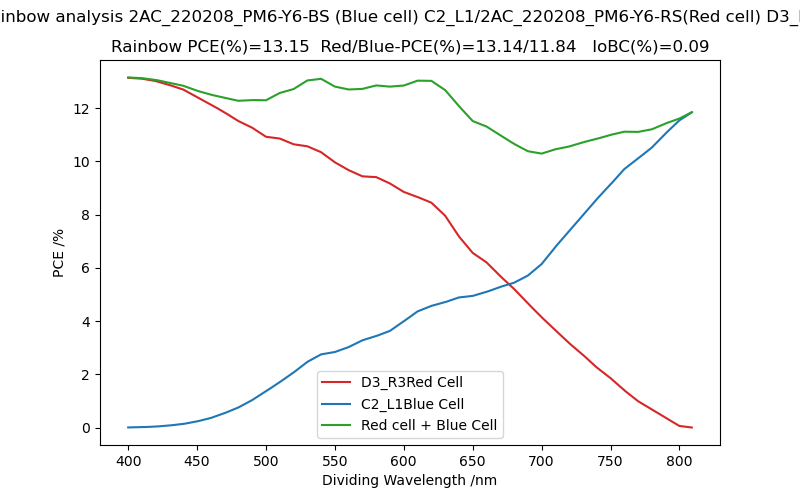 inbow analysis 2AC_220208_PM6-Y6-BS (Blue cell) C2_L1/2AC_220208_PM6-Y6-RS(Red cell) D3_
Rainbow PCE(%)=13.15 Red/Blue-PCE(%)=13.14/11.84 IoBC(%)=0.09
PCE /%
12
10
8
6
4
2
0
D3_R3Red Cell
C2_L1Blue Cell
Red cell + Blue Cell
400 450 500 550 600 650 700 750 800
Dividing Wavelength /nm